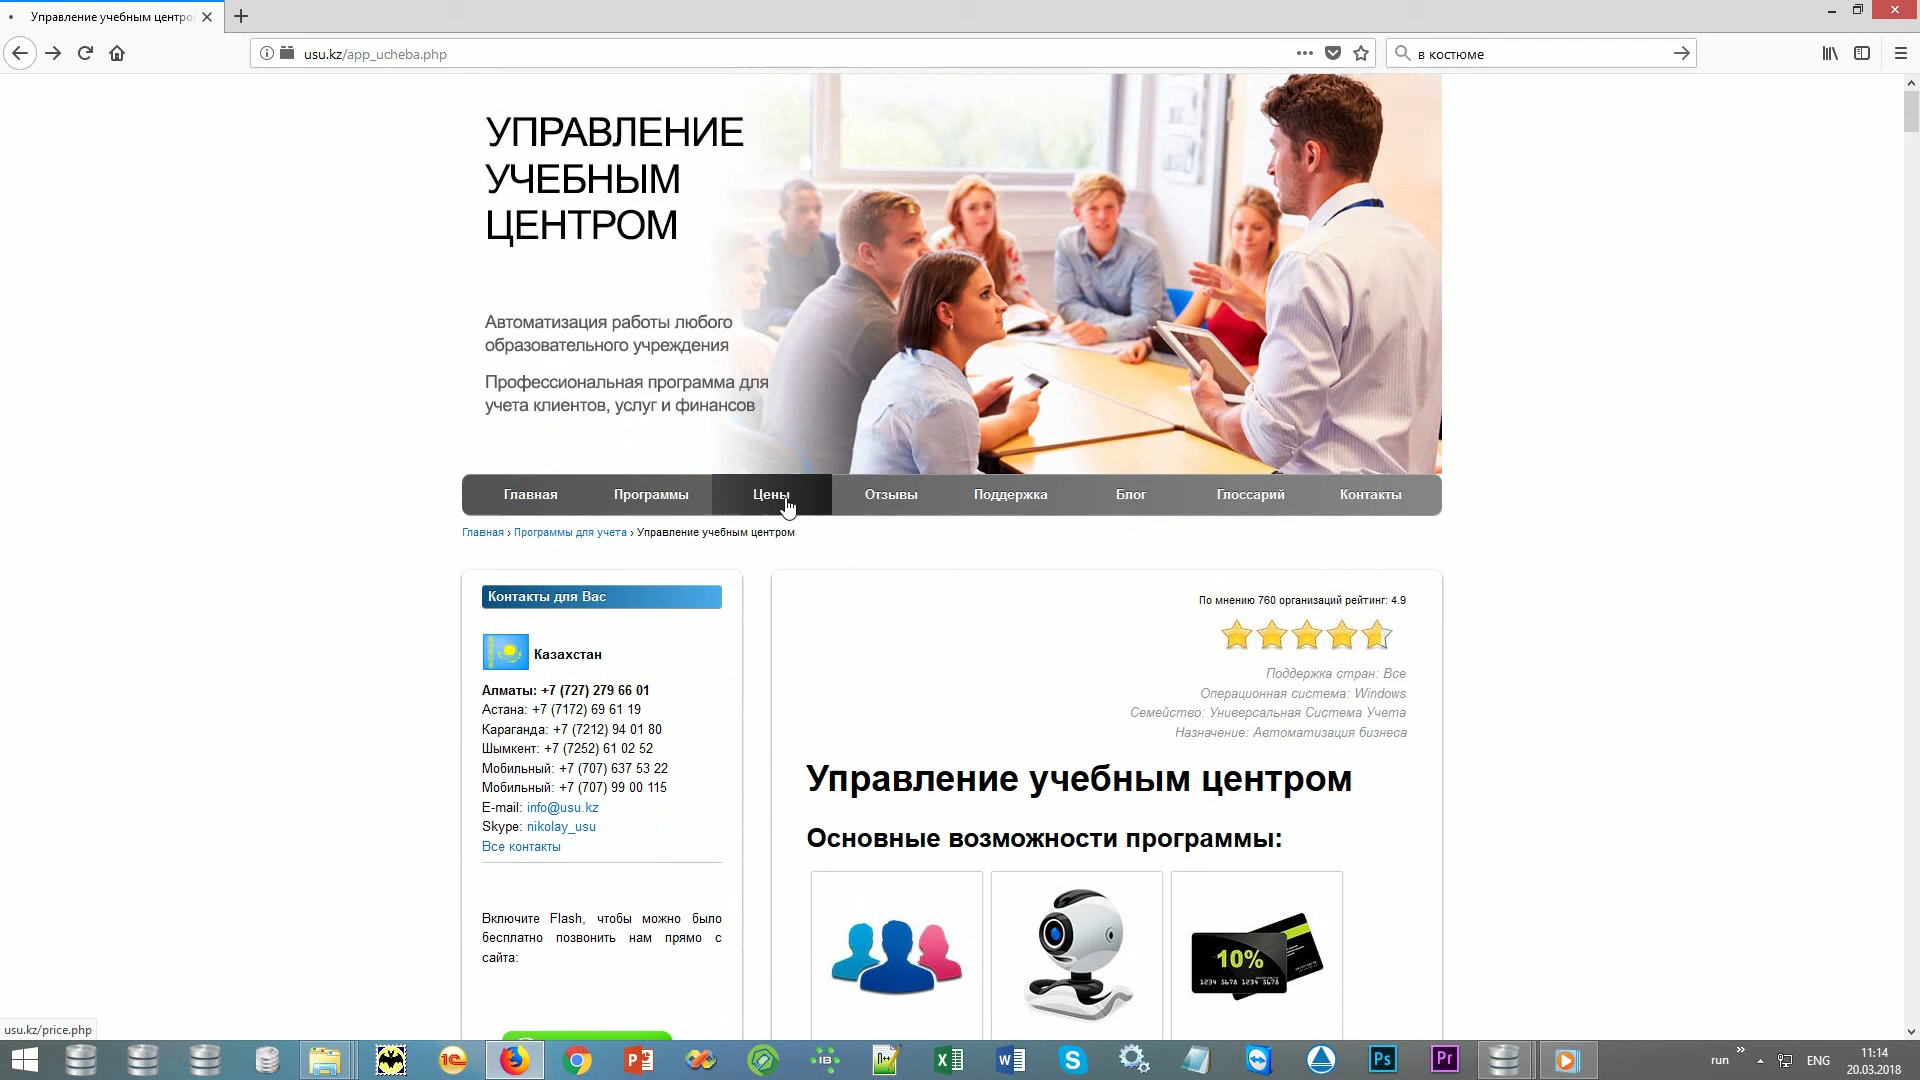 Управление учебным центро
usu.kz/app_ucheba.php
в костюме
УПРАВЛЕНИЕ
УЧЕБНЫМ
ЦЕНТРОМ
Автоматизация работы любого
образовательного учреждения
Профессиональная программа для
учета клиентов, услуг и финансов
Главная Программы Цены Отзывы Поддержка Блог Глоссарий Контакты
Главная › Программы для учета › Управление учебным центром
Контакты для Вас
Казахстан
Алматы: +7 (727) 279 66 01
Астана: +7 (7172) 69 61 19
Караганда: +7 (7212) 94 01 80
Шымкент: +7 (7252) 61 02 52
Мобильный: +7 (707) 637 53 22
Мобильный: +7 (707) 99 00 115
E-mail: info@usu.kz
Skype: nikolay_usu
Все контакты
Включите Flash, чтобы можно было
бесплатно позвонить нам прямо с
сайта:
По мнению 760 организаций рейтинг: 4.9
Поддержка стран: Все
Операционная система: Windows
Семейство: Универсальная Система Учета
Назначение: Автоматизация бизнеса
Управление учебным центром
Основные возможности программы:
10%
1234 3678 1234 3678
usu.kz/price.php
run
ENG
11:14
20.03.2018